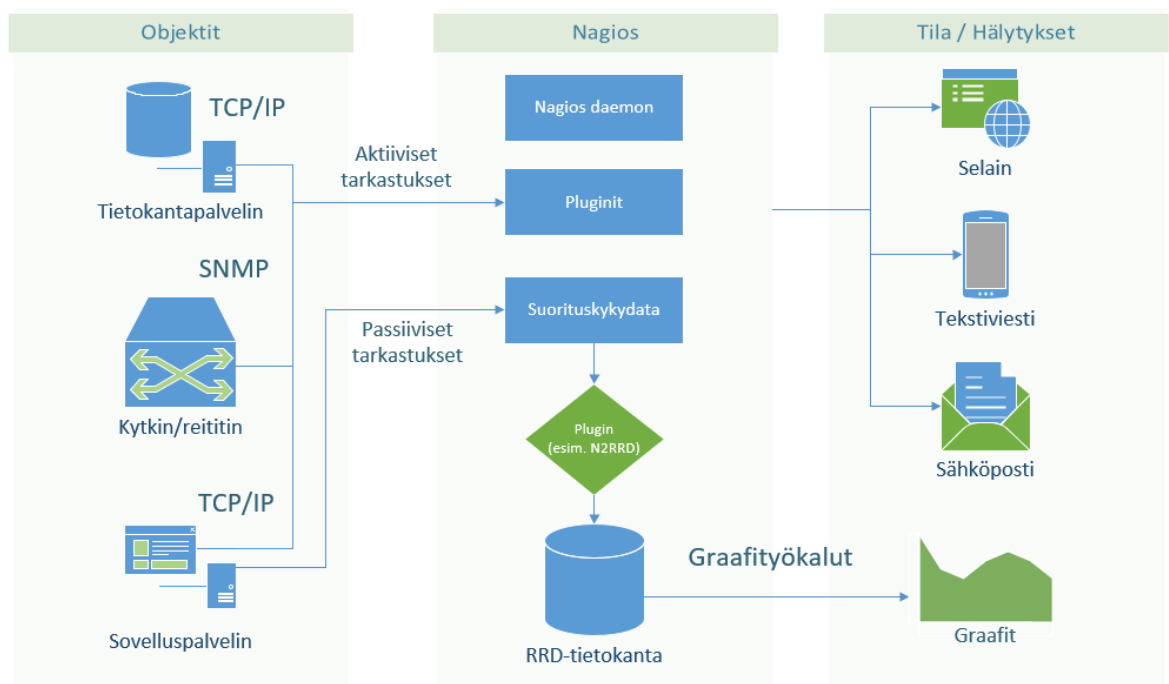 Objektit
TCP/IP
Tietokantapalvelin
SNMP
Kytkin/reititin
TCP/IP
Sovelluspalvelin
Aktiiviset
tarkastukset
Passiiviset
tarkastukset
Nagios
Nagios daemon
Pluginit
Suorituskykydata
Plugin
(esim. N2RRD)
RRD-tietokanta
Graafityökalut
Tila / Hälytykset
Selain
Tekstiviesti
Sähköposti
Graafit